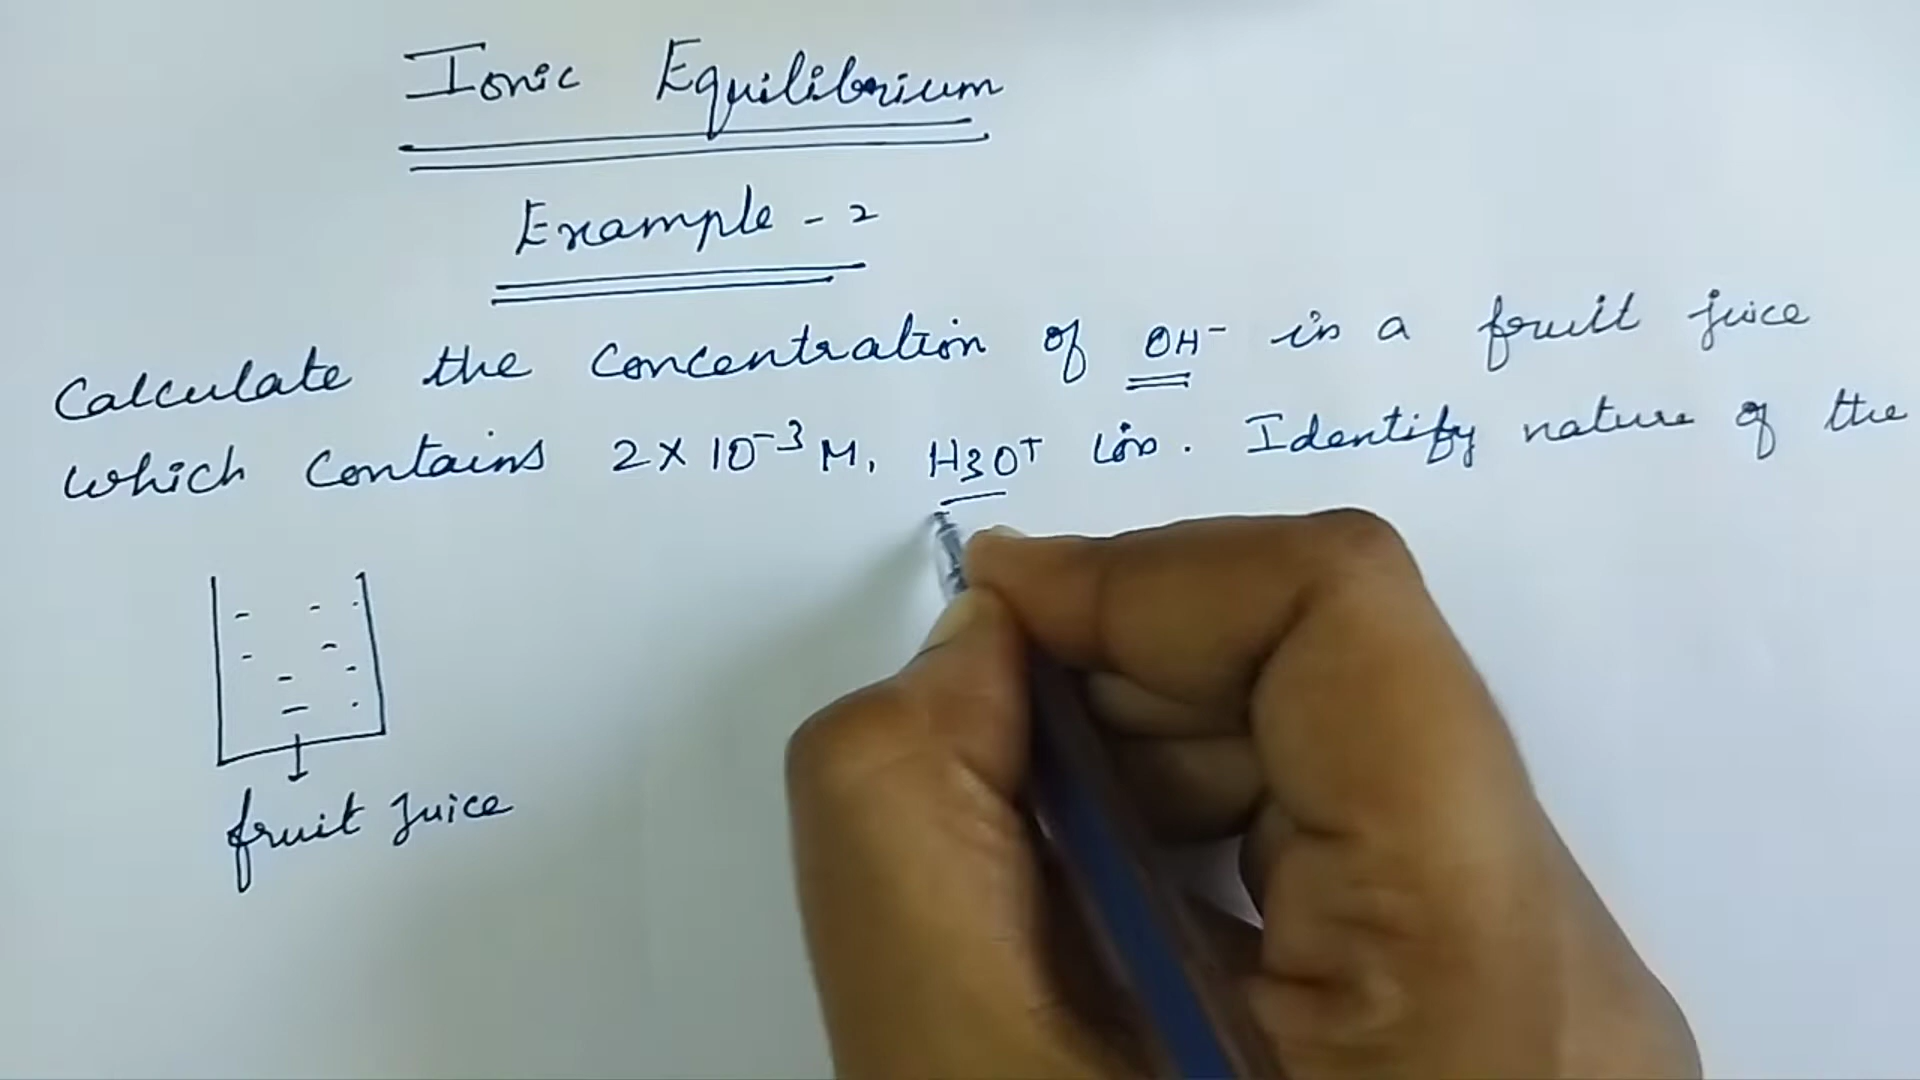 Ionic Equilibrium
Example - 2
Calculate the concentration of OH⁻ in a fruit juice
which contains 2 x 10⁻³ M, H3O⁺ ion. Identify nature of the
fruit juice